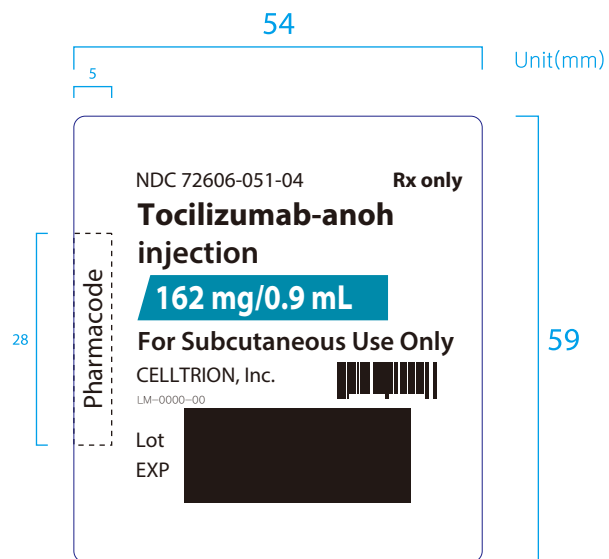 54
Unit(mm)
5
NDC 72606-051-04 Rx only
Tocilizumab-anoh
injection
162 mg/0.9 mL
For Subcutaneous Use Only
CELLTRION, Inc.
LM-0000-00
Lot
EXP
Pharmacode
28
59